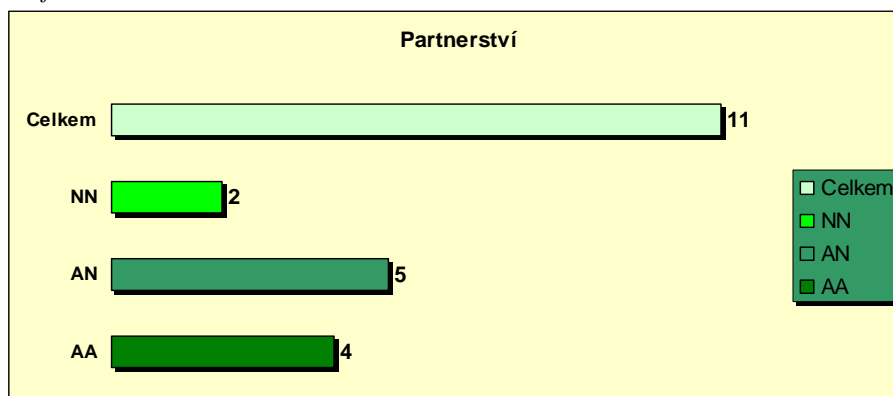 Partnerství
Celkem 11
NN 2
AN 5
AA 4
Celkem
NN
AN
AA